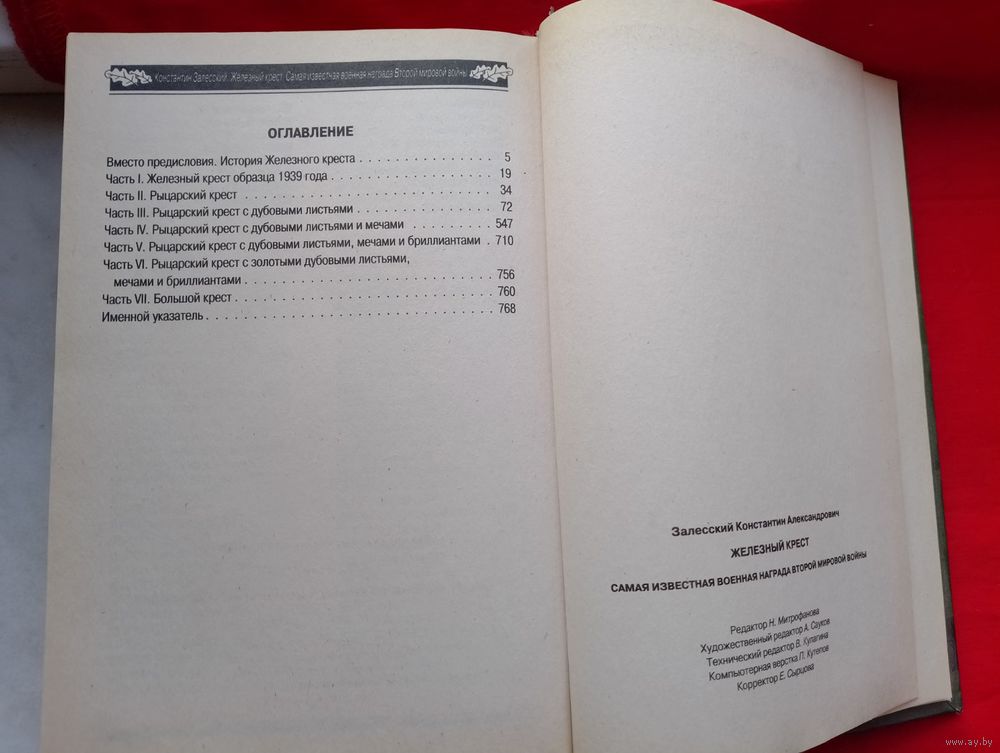 Константин Залесский. Железный крест. Самая известная военная награда Второй мировой войны
ОГЛАВЛЕНИЕ
Вместо предисловия. История Железного креста . . . . . . . . . . . . . . . . 5
Часть I. Железный крест образца 1939 года . . . . . . . . . . . . . . . . . . . 19
Часть II. Рыцарский крест . . . . . . . . . . . . . . . . . . . . . . . . . . . . 34
Часть III. Рыцарский крест с дубовыми листьями . . . . . . . . . . . . . . . . 72
Часть IV. Рыцарский крест с дубовыми листьями и мечами . . . . . . . . . 547
Часть V. Рыцарский крест с дубовыми листьями, мечами и бриллиантами . 710
Часть VI. Рыцарский крест с золотыми дубовыми листьями,
мечами и бриллиантами . . . . . . . . . . . . . . . . . . . . . . . . . . . 756
Часть VII. Большой крест . . . . . . . . . . . . . . . . . . . . . . . . . . . . 760
Именной указатель . . . . . . . . . . . . . . . . . . . . . . . . . . . . . . . 768
Залесский Константин Александрович
ЖЕЛЕЗНЫЙ КРЕСТ
САМАЯ ИЗВЕСТНАЯ ВОЕННАЯ НАГРАДА ВТОРОЙ МИРОВОЙ ВОЙНЫ
Редактор Н. Митрофанова
Художественный редактор А. Сауков
Технический редактор В. Кулагина
Компьютерная верстка П. Кутепов
Корректор Е. Сырцова
www.ay.by